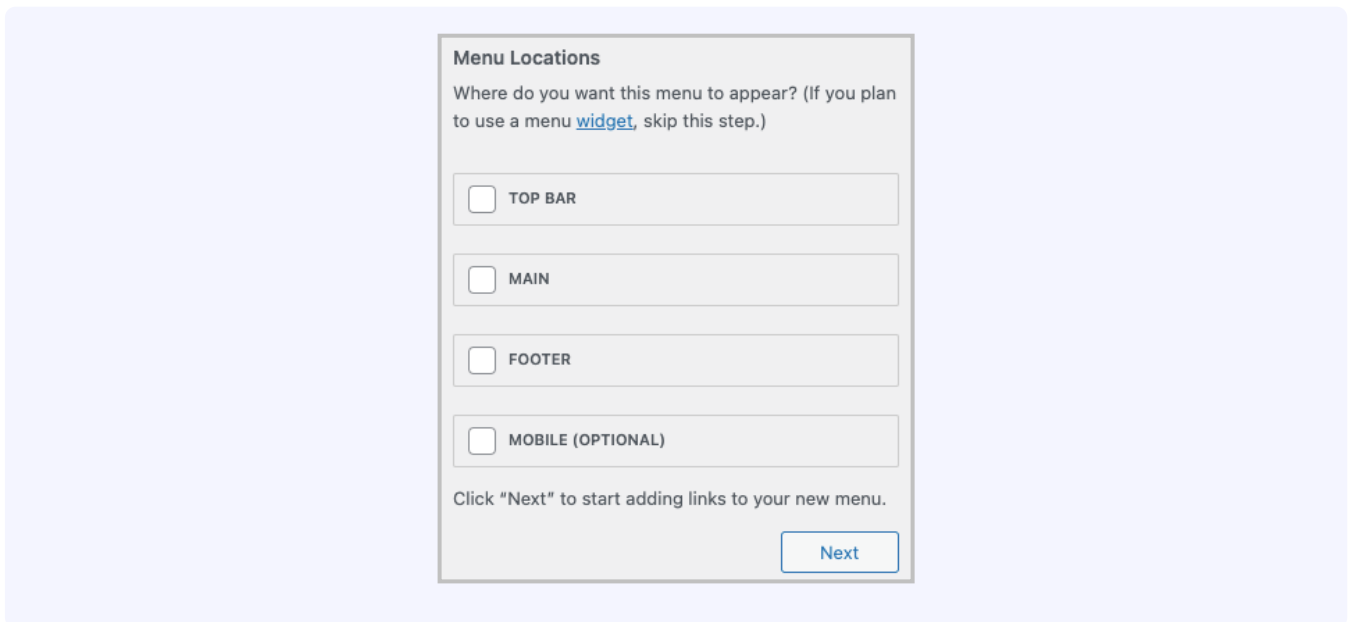 Menu Locations
Where do you want this menu to appear? (If you plan
to use a menu widget, skip this step.)
TOP BAR
MAIN
FOOTER
MOBILE (OPTIONAL)
Click “Next” to start adding links to your new menu.
Next